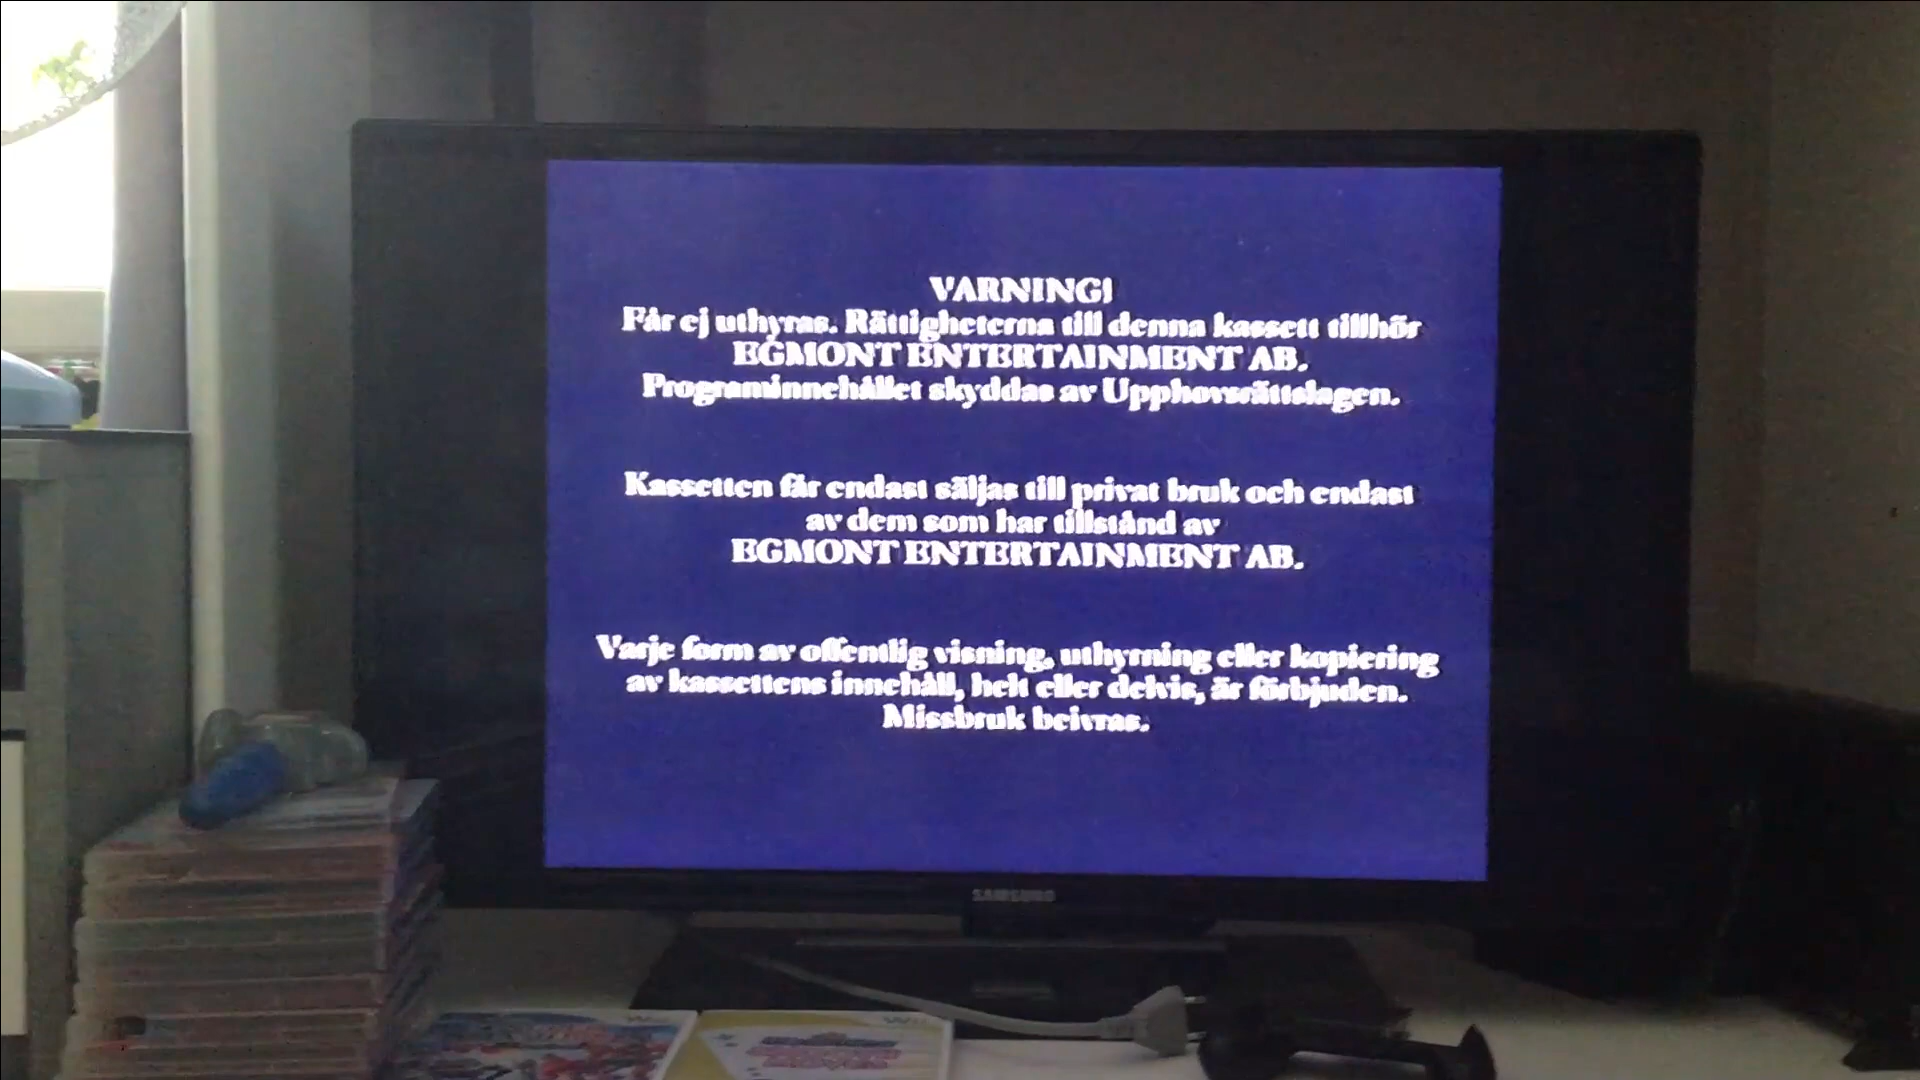 VARNING!
Får ej uthyras. Rättigheterna till denna kassett tillhör
EGMONT ENTERTAINMENT AB.
Programinnehållet skyddas av Upphovsrättslagen.
Kassetten får endast säljas till privat bruk och endast
av dem som har tillstånd av
EGMONT ENTERTAINMENT AB.
Varje form av offentlig visning, uthyrning eller kopiering
av kassettens innehåll, helt eller delvis, är förbjuden.
Missbruk beivras.
SAMSUNG
Wii